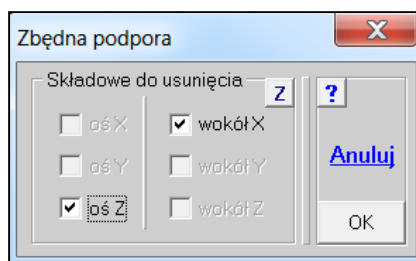 Zbędna podpora
X
Składowe do usunięcia
Z
?
oś X
wokół X
oś Y
wokół Y
Anuluj
oś Z
wokół Z
OK